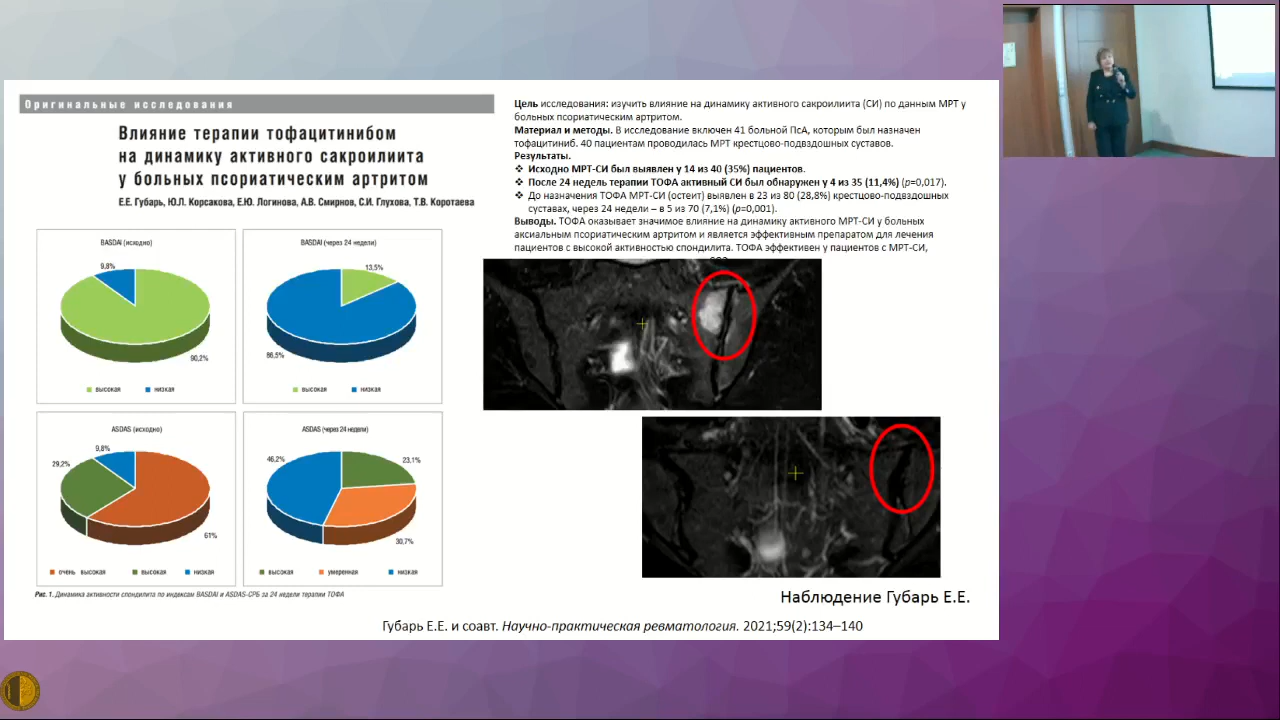 Оригинальные исследования
Влияние терапии тофацитинибом
на динамику активного сакроилиита
у больных псориатическим артритом
Е.Е. Губарь, Ю.Л. Корсакова, Е.Ю. Логинова, А.В. Смирнов, С.И. Глухова, Т.В. Коротаева
BASDAI (исходно)
9,8%
90,2%
высокая низкая
BASDAI (через 24 недели)
13,5%
86,5%
высокая низкая
ASDAS (исходно)
9,8%
29,2%
61%
очень высокая высокая низкая
ASDAS (через 24 недели)
46,2%
23,1%
30,7%
высокая умеренная низкая
Рис. 1. Динамика активности спондилита по индексам BASDAI и ASDAS-СРБ за 24 недели терапии ТОФА
Цель исследования: изучить влияние на динамику активного сакроилиита (СИ) по данным МРТ у
больных псориатическим артритом.
Материал и методы. В исследование включен 41 больной ПсА, которым был назначен
тофацитиниб. 40 пациентам проводилась МРТ крестцово-подвздошных суставов.
Результаты.
❖ Исходно МРТ-СИ был выявлен у 14 из 40 (35%) пациентов.
❖ После 24 недель терапии ТОФА активный СИ был обнаружен у 4 из 35 (11,4%) (p=0,017).
❖ До назначения ТОФА МРТ-СИ (остеит) выявлен в 23 из 80 (28,8%) крестцово-подвздошных
суставах, через 24 недели – в 5 из 70 (7,1%) (p=0,001).
Выводы. ТОФА оказывает значимое влияние на динамику активного МРТ-СИ у больных
аксиальным псориатическим артритом и является эффективным препаратом для лечения
пациентов с высокой активностью спондилита. ТОФА эффективен у пациентов с МРТ-СИ,
Наблюдение Губарь Е.Е.
Губарь Е.Е. и соавт. Научно-практическая ревматология. 2021;59(2):134–140